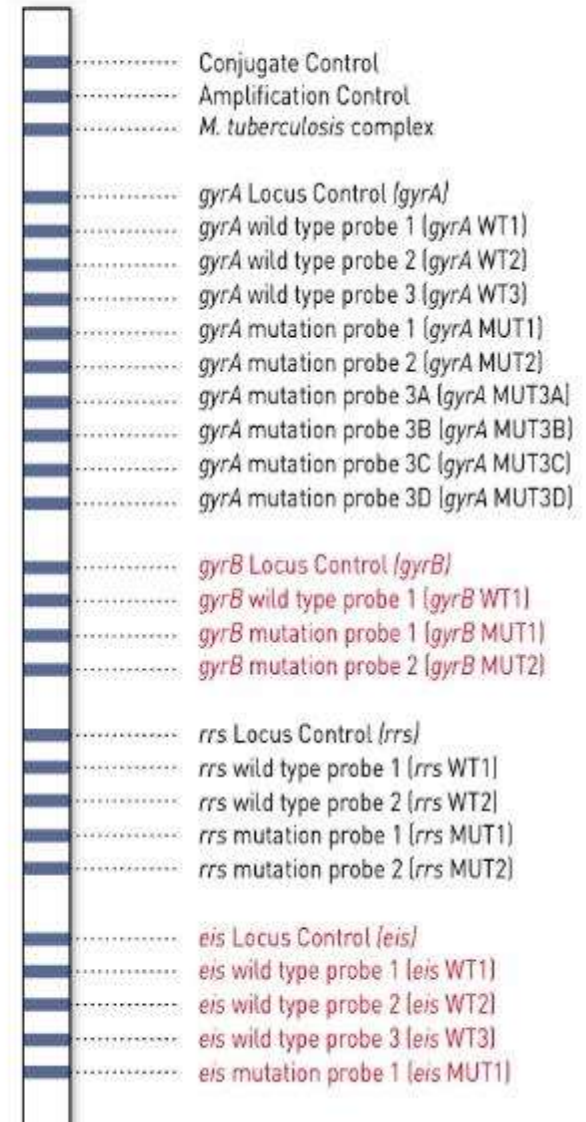 Conjugate Control
Amplification Control
M. tuberculosis complex
gyrA Locus Control (gyrA)
gyrA wild type probe 1 (gyrA WT1)
gyrA wild type probe 2 (gyrA WT2)
gyrA wild type probe 3 (gyrA WT3)
gyrA mutation probe 1 (gyrA MUT1)
gyrA mutation probe 2 (gyrA MUT2)
gyrA mutation probe 3A (gyrA MUT3A)
gyrA mutation probe 3B (gyrA MUT3B)
gyrA mutation probe 3C (gyrA MUT3C)
gyrA mutation probe 3D (gyrA MUT3D)
gyrB Locus Control (gyrB)
gyrB wild type probe 1 (gyrB WT1)
gyrB mutation probe 1 (gyrB MUT1)
gyrB mutation probe 2 (gyrB MUT2)
rrs Locus Control (rrs)
rrs wild type probe 1 (rrs WT1)
rrs wild type probe 2 (rrs WT2)
rrs mutation probe 1 (rrs MUT1)
rrs mutation probe 2 (rrs MUT2)
eis Locus Control (eis)
eis wild type probe 1 (eis WT1)
eis wild type probe 2 (eis WT2)
eis wild type probe 3 (eis WT3)
eis mutation probe 1 (eis MUT1)